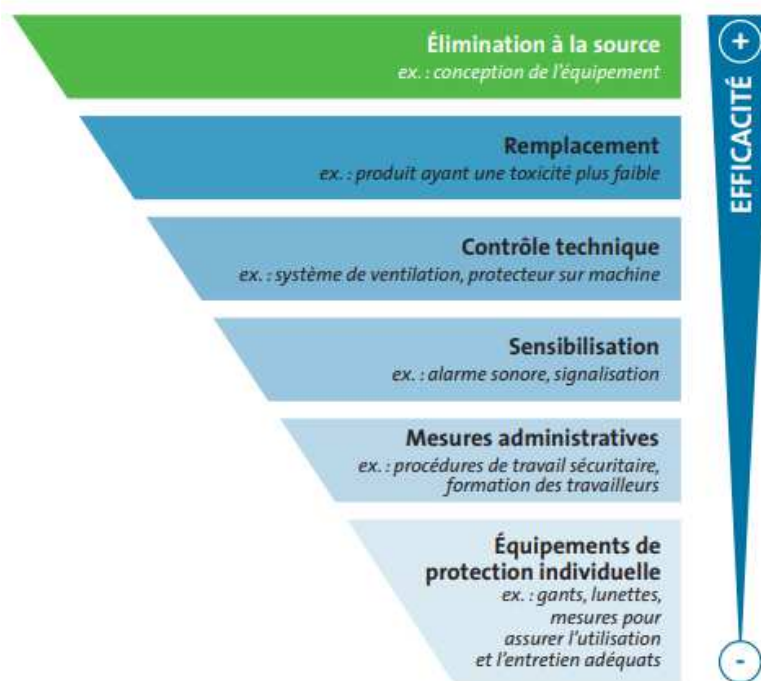 Élimination à la source
ex. : conception de l'équipement
Remplacement
ex. : produit ayant une toxicité plus faible
Contrôle technique
ex. : système de ventilation, protecteur sur machine
Sensibilisation
ex. : alarme sonore, signalisation
Mesures administratives
ex. : procédures de travail sécuritaire,
formation des travailleurs
Équipements de
protection individuelle
ex. : gants, lunettes,
mesures pour
assurer l'utilisation
et l'entretien adéquats
+
EFFICACITÉ
-